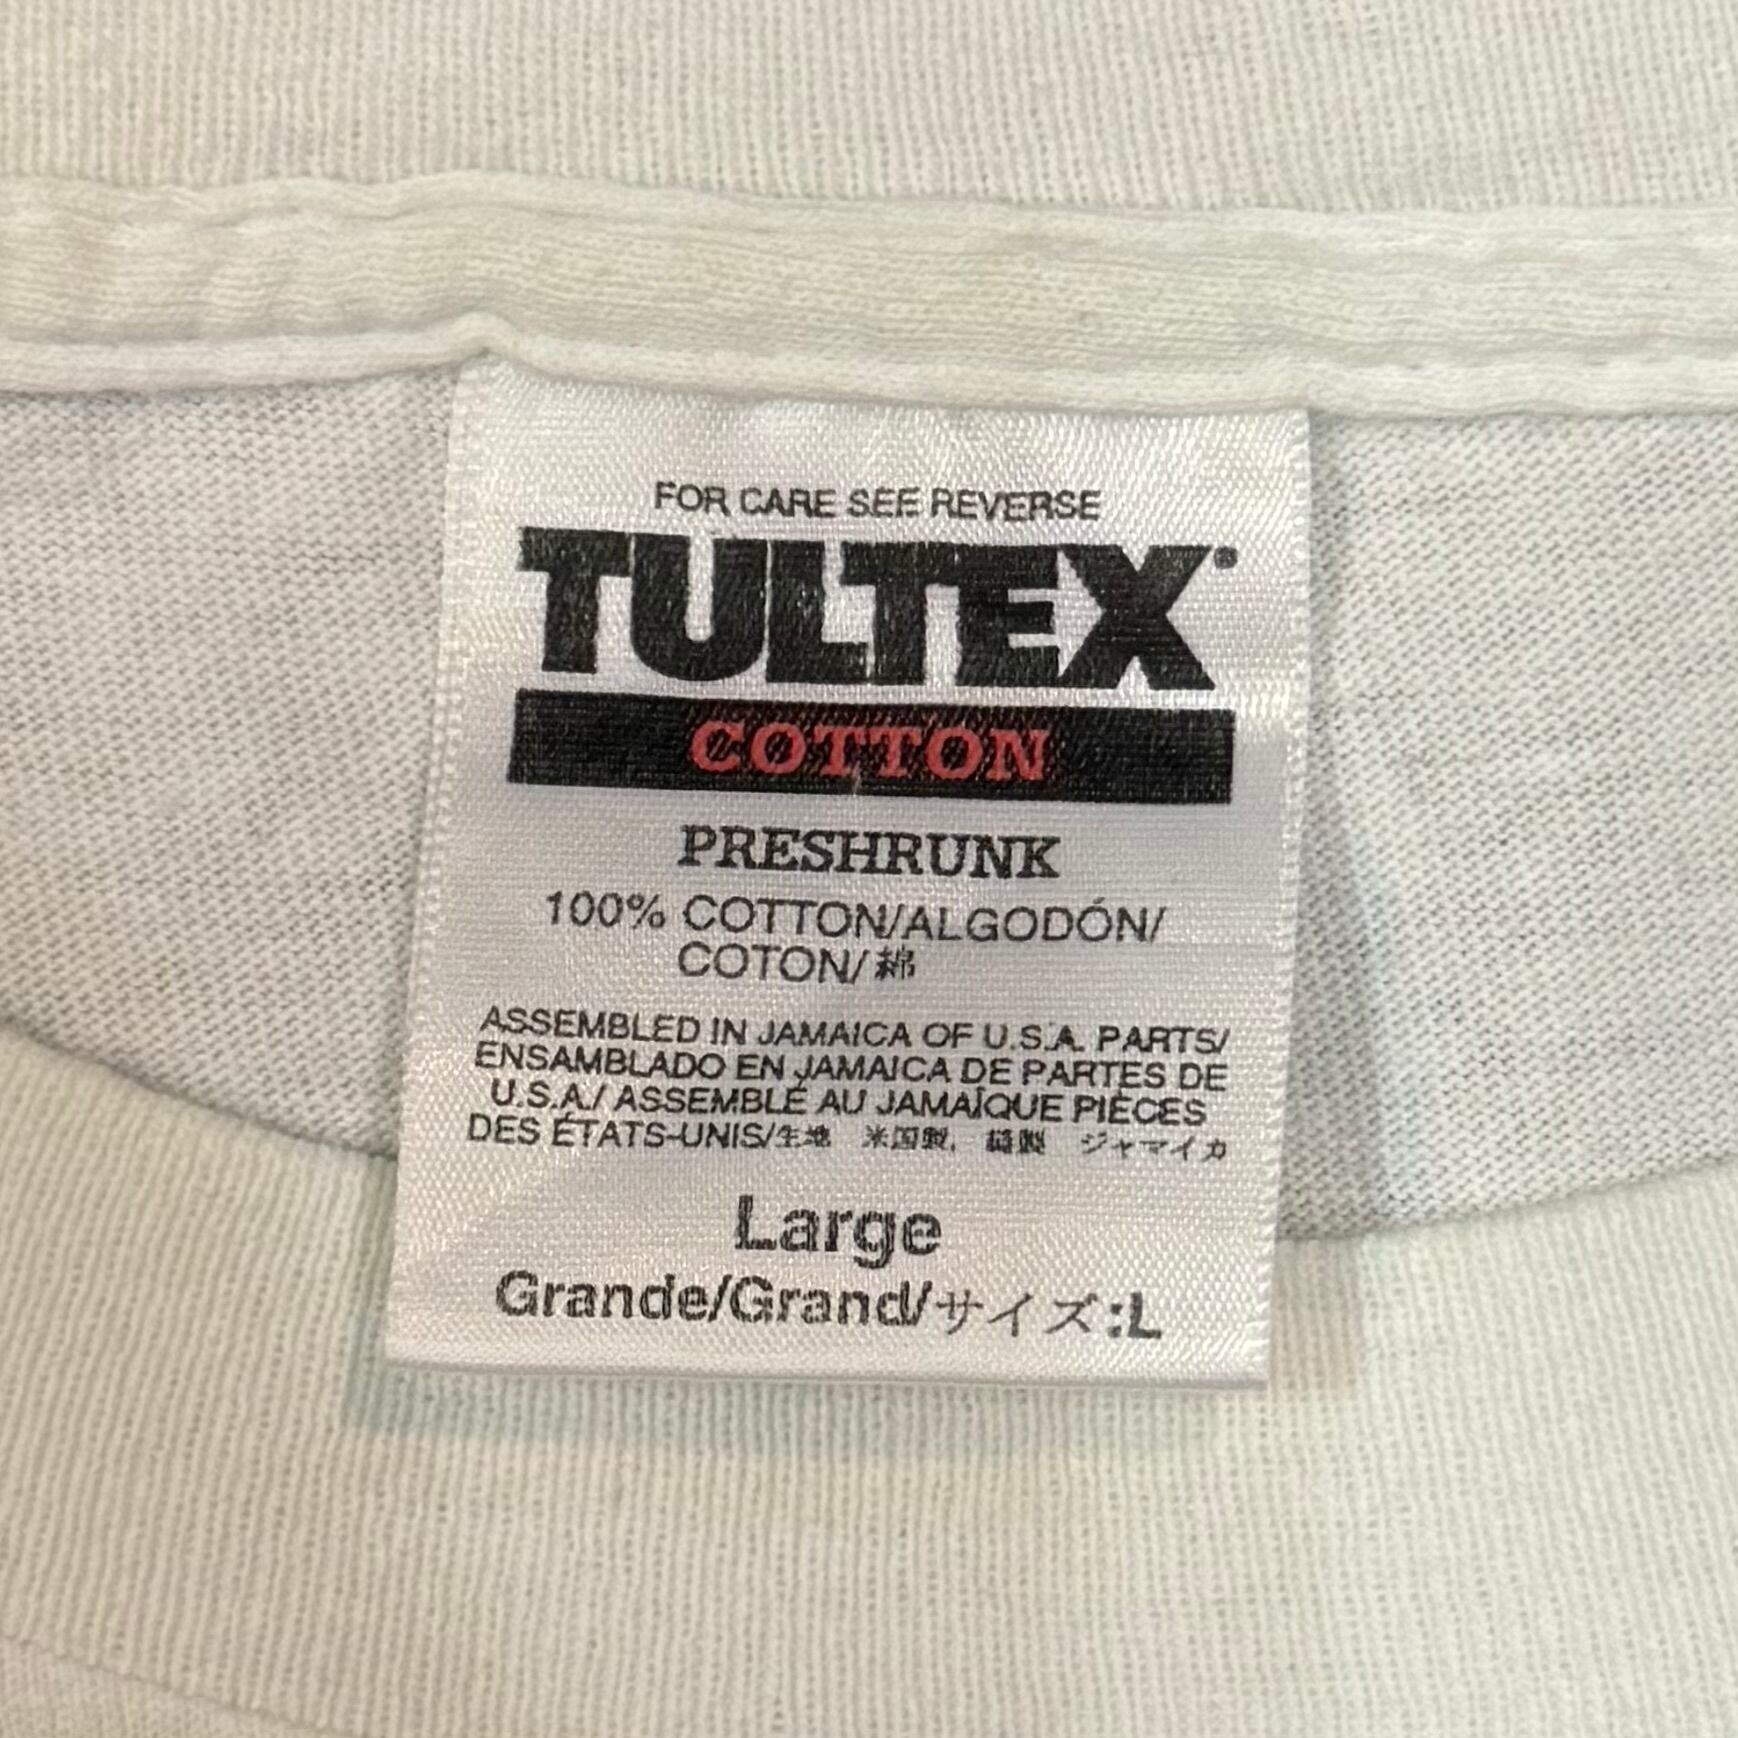 FOR CARE SEE REVERSE
TULTEX®
COTTON
PRESHRUNK
100% COTTON/ALGODÓN/
COTON/綿
ASSEMBLED IN JAMAICA OF U.S.A. PARTS/
ENSAMBLADO EN JAMAICA DE PARTES DE
U.S.A./ ASSEMBLÉ AU JAMAÏQUE PIÈCES
DES ÉTATS-UNIS/生地 米国製, 縫製 ジャマイカ
Large
Grande/Grand/サイズ:L